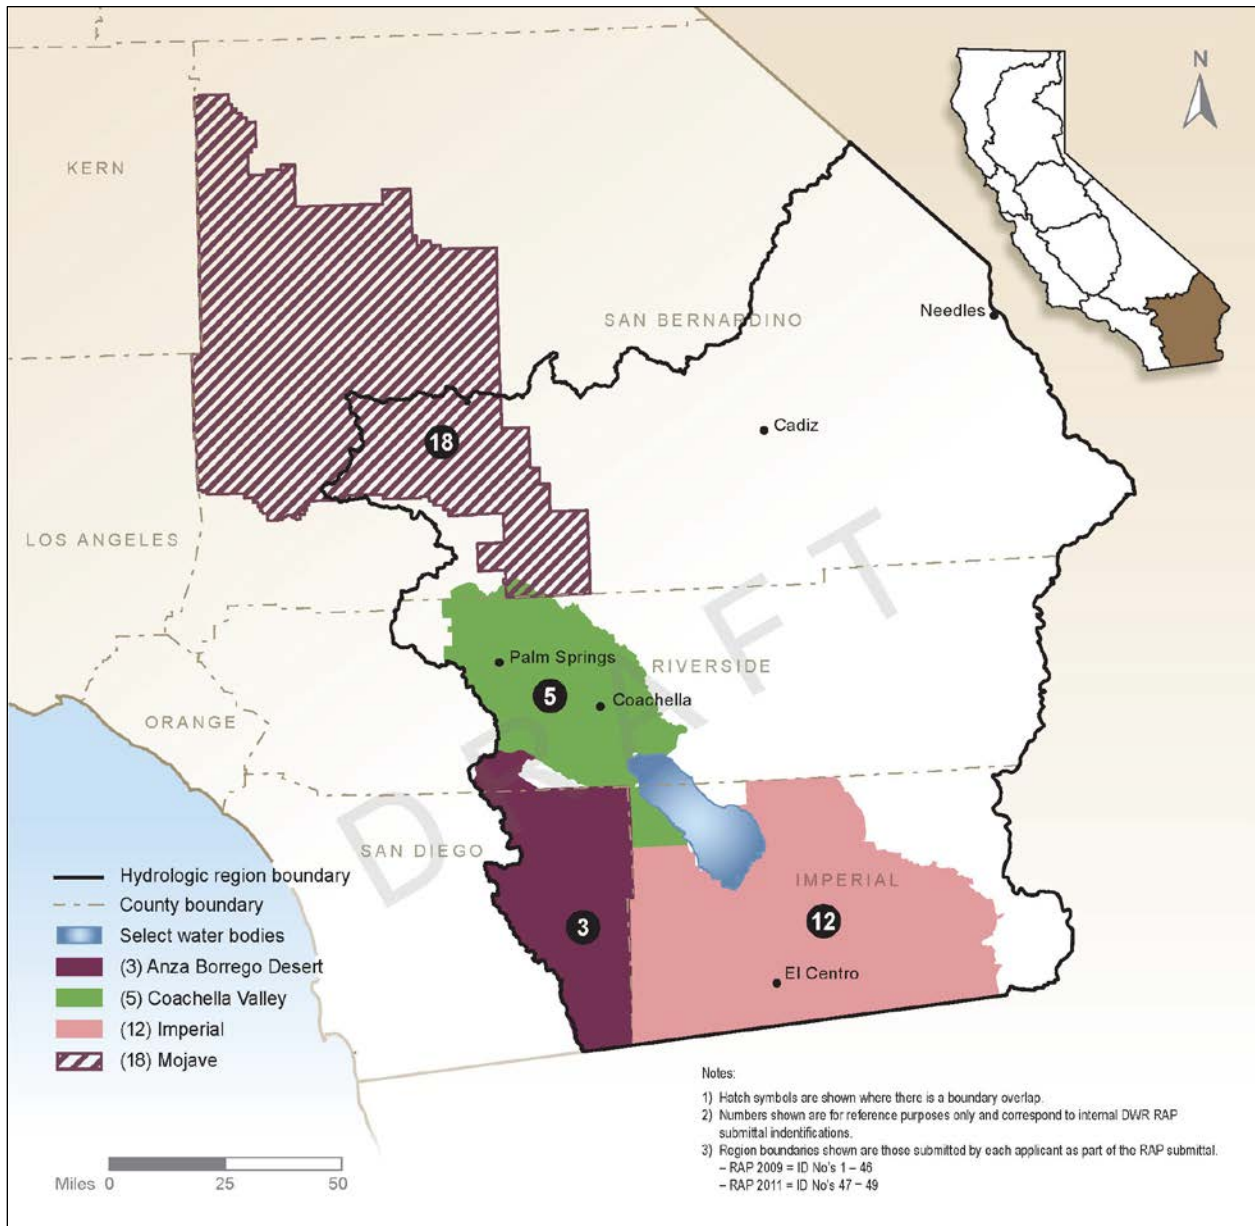 N
KERN
SAN BERNARDINO
Needles
Cadiz
18
LOS ANGELES
Palm Springs
RIVERSIDE
5
Coachella
ORANGE
DRAFT
SAN DIEGO
IMPERIAL
3
12
El Centro
Hydrologic region boundary
County boundary
Select water bodies
(3) Anza Borrego Desert
(5) Coachella Valley
(12) Imperial
(18) Mojave
Miles 0 25 50
Notes:
1) Hatch symbols are shown where there is a boundary overlap.
2) Numbers shown are for reference purposes only and correspond to internal DWR RAP
submittal indentifications.
3) Region boundaries shown are those submitted by each applicant as part of the RAP submittal.
– RAP 2009 = ID No's 1 – 46
– RAP 2011 = ID No's 47 – 49